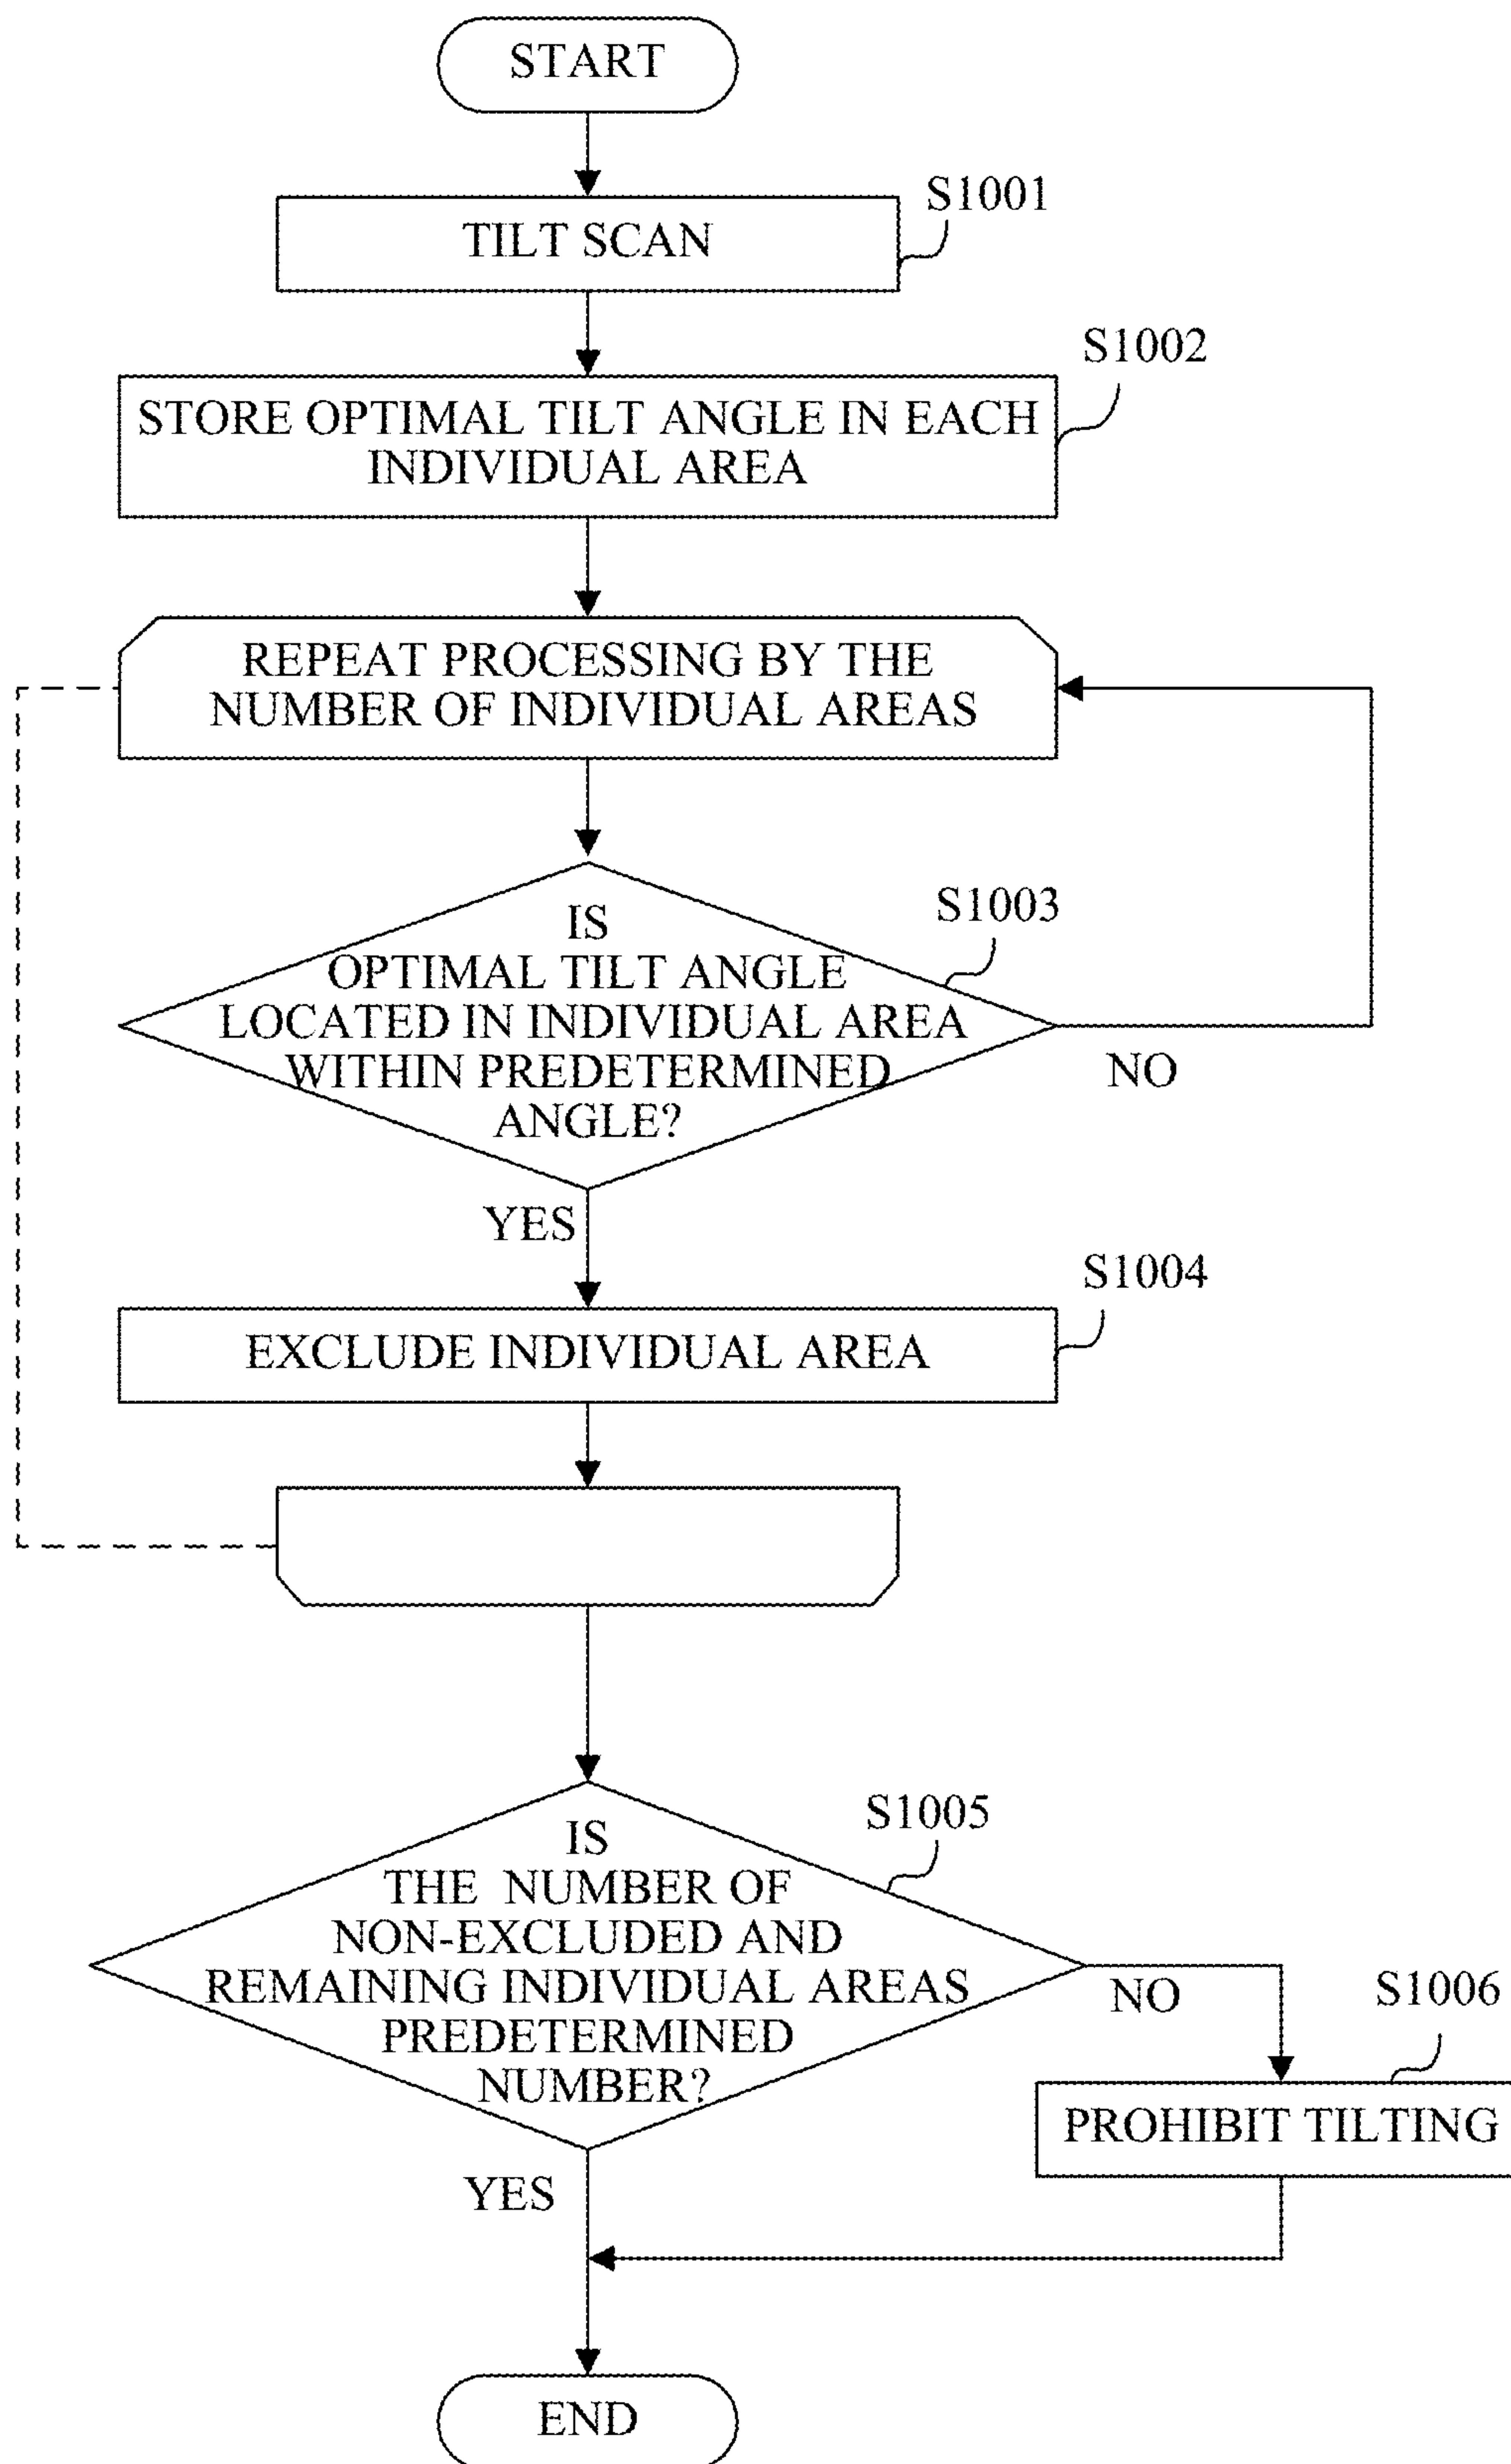 START
S1001
TILT SCAN
S1002
STORE OPTIMAL TILT ANGLE IN EACH
INDIVIDUAL AREA
REPEAT PROCESSING BY THE
NUMBER OF INDIVIDUAL AREAS
S1003
IS
OPTIMAL TILT ANGLE
LOCATED IN INDIVIDUAL AREA
WITHIN PREDETERMINED
ANGLE?
NO
YES
S1004
EXCLUDE INDIVIDUAL AREA
S1005
IS
THE NUMBER OF
NON-EXCLUDED AND
REMAINING INDIVIDUAL AREAS
PREDETERMINED
NUMBER?
NO
S1006
PROHIBIT TILTING
YES
END